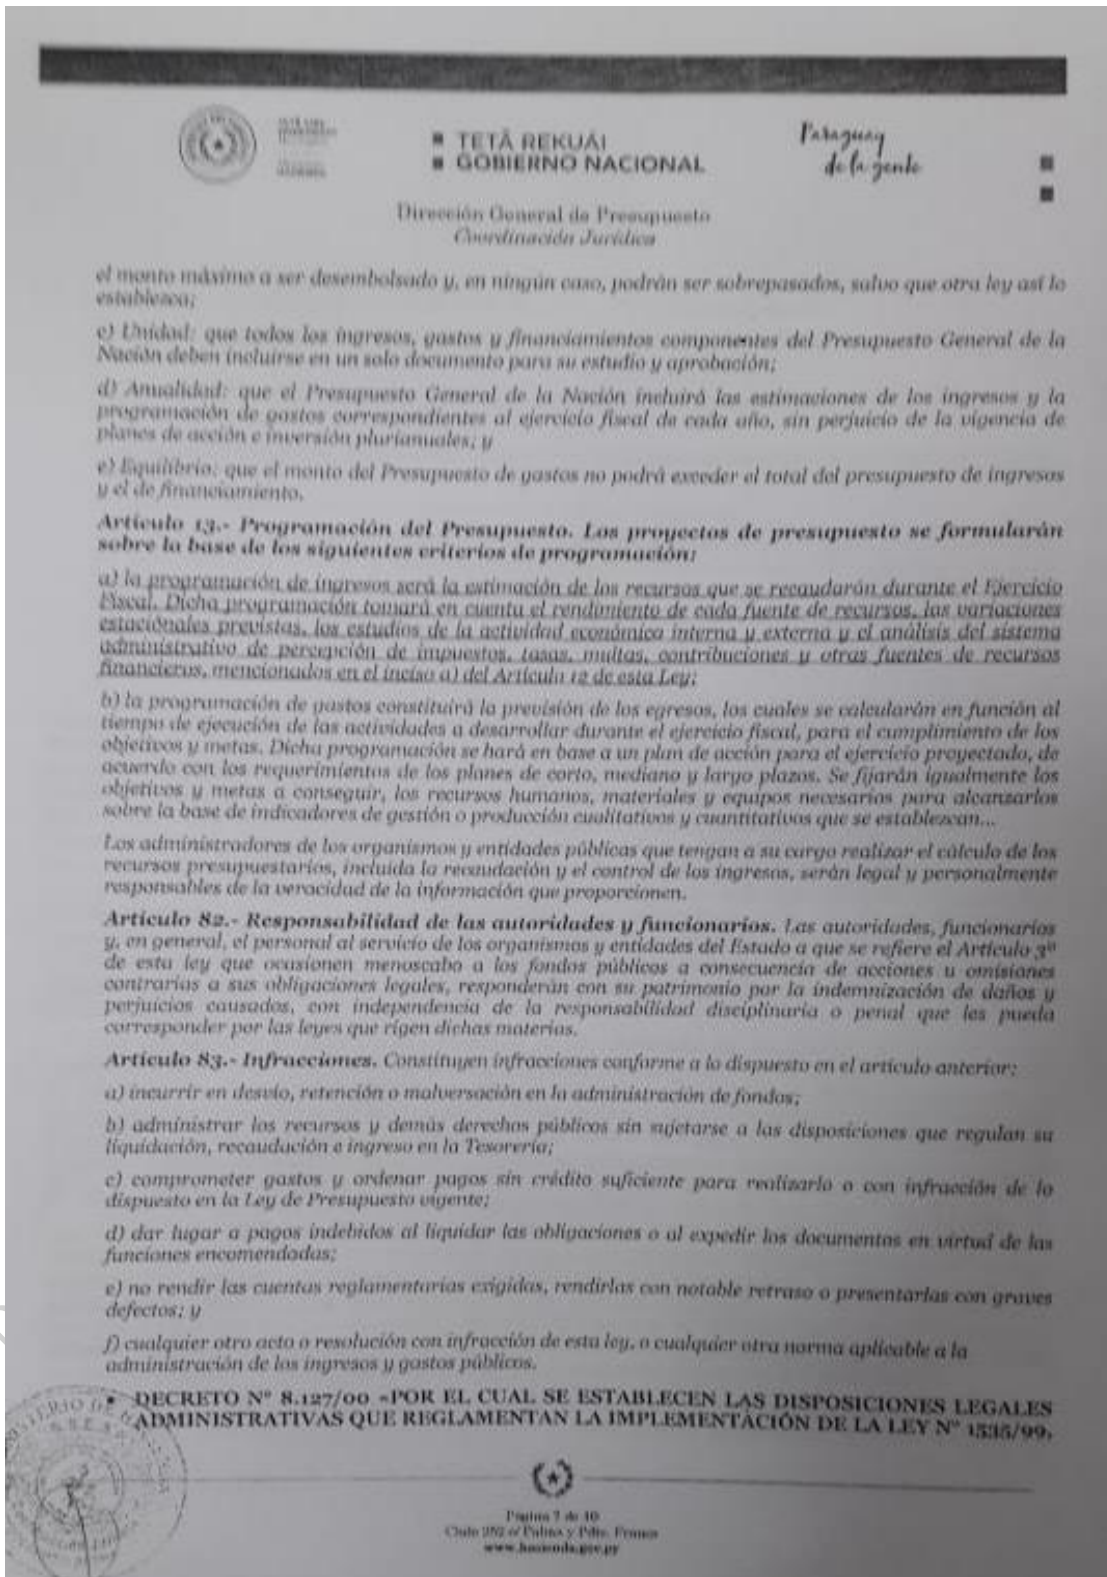 TETÃ REKUÁI
GOBIERNO NACIONAL
Paraguay
de la gente
Dirección General de Presupuesto
Coordinación Jurídica
el monto máximo a ser desembolsado y, en ningún caso, podrán ser sobrepasados, salvo que otra ley así lo
establezca;
c) Unidad: que todos los ingresos, gastos y financiamientos componentes del Presupuesto General de la
Nación deben incluirse en un solo documento para su estudio y aprobación;
d) Anualidad: que el Presupuesto General de la Nación incluirá las estimaciones de los ingresos y la
programación de gastos correspondientes al ejercicio fiscal de cada año, sin perjuicio de la vigencia de
planes de acción e inversión plurianuales; y
e) Equilibrio: que el monto del Presupuesto de gastos no podrá exceder el total del presupuesto de ingresos
y el de financiamiento.
Artículo 13.- Programación del Presupuesto. Los proyectos de presupuesto se formularán
sobre la base de los siguientes criterios de programación:
a) la programación de ingresos será la estimación de los recursos que se recaudarán durante el Ejercicio
Fiscal. Dicha programación tomará en cuenta el rendimiento de cada fuente de recursos, las variaciones
estaciónales previstas, los estudios de la actividad económica interna y externa y el análisis del sistema
administrativo de percepción de impuestos, tasas, multas, contribuciones y otras fuentes de recursos
financieros, mencionados en el inciso a) del Artículo 12 de esta Ley;
b) la programación de gastos constituirá la previsión de los egresos, los cuales se calcularán en función al
tiempo de ejecución de las actividades a desarrollar durante el ejercicio fiscal, para el cumplimiento de los
objetivos y metas. Dicha programación se hará en base a un plan de acción para el ejercicio proyectado, de
acuerdo con los requerimientos de los planes de corto, mediano y largo plazos. Se fijarán igualmente los
objetivos y metas a conseguir, los recursos humanos, materiales y equipos necesarios para alcanzarlos
sobre la base de indicadores de gestión o producción cualitativos y cuantitativos que se establezcan...
Los administradores de los organismos y entidades públicas que tengan a su cargo realizar el cálculo de los
recursos presupuestarios, incluida la recaudación y el control de los ingresos, serán legal y personalmente
responsables de la veracidad de la información que proporcionen.
Artículo 82.- Responsabilidad de las autoridades y funcionarios. Las autoridades, funcionarios
y, en general, el personal al servicio de los organismos y entidades del Estado a que se refiere el Artículo 3º
de esta ley que ocasionen menoscabo a los fondos públicos a consecuencia de acciones u omisiones
contrarias a sus obligaciones legales, responderán con su patrimonio por la indemnización de daños y
perjuicios causados, con independencia de la responsabilidad disciplinaria o penal que les pueda
corresponder por las leyes que rigen dichas materias.
Artículo 83.- Infracciones. Constituyen infracciones conforme a lo dispuesto en el artículo anterior:
a) incurrir en desvío, retención o malversación en la administración de fondos;
b) administrar los recursos y demás derechos públicos sin sujetarse a las disposiciones que regulan su
liquidación, recaudación e ingreso en la Tesorería;
c) comprometer gastos y ordenar pagos sin crédito suficiente para realizarlo o con infracción de lo
dispuesto en la Ley de Presupuesto vigente;
d) dar lugar a pagos indebidos al liquidar las obligaciones o al expedir los documentos en virtud de las
funciones encomendadas;
e) no rendir las cuentas reglamentarias exigidas, rendirlas con notable retraso o presentarlas con graves
defectos; y
f) cualquier otro acto o resolución con infracción de esta ley, o cualquier otra norma aplicable a la
administración de los ingresos y gastos públicos.
• DECRETO Nº 8.127/00 «POR EL CUAL SE ESTABLECEN LAS DISPOSICIONES LEGALES
ADMINISTRATIVAS QUE REGLAMENTAN LA IMPLEMENTACIÓN DE LA LEY Nº 1535/99,
Página 7 de 10
Chile 252 e/ Palma y Pdte. Franco
www.hacienda.gov.py